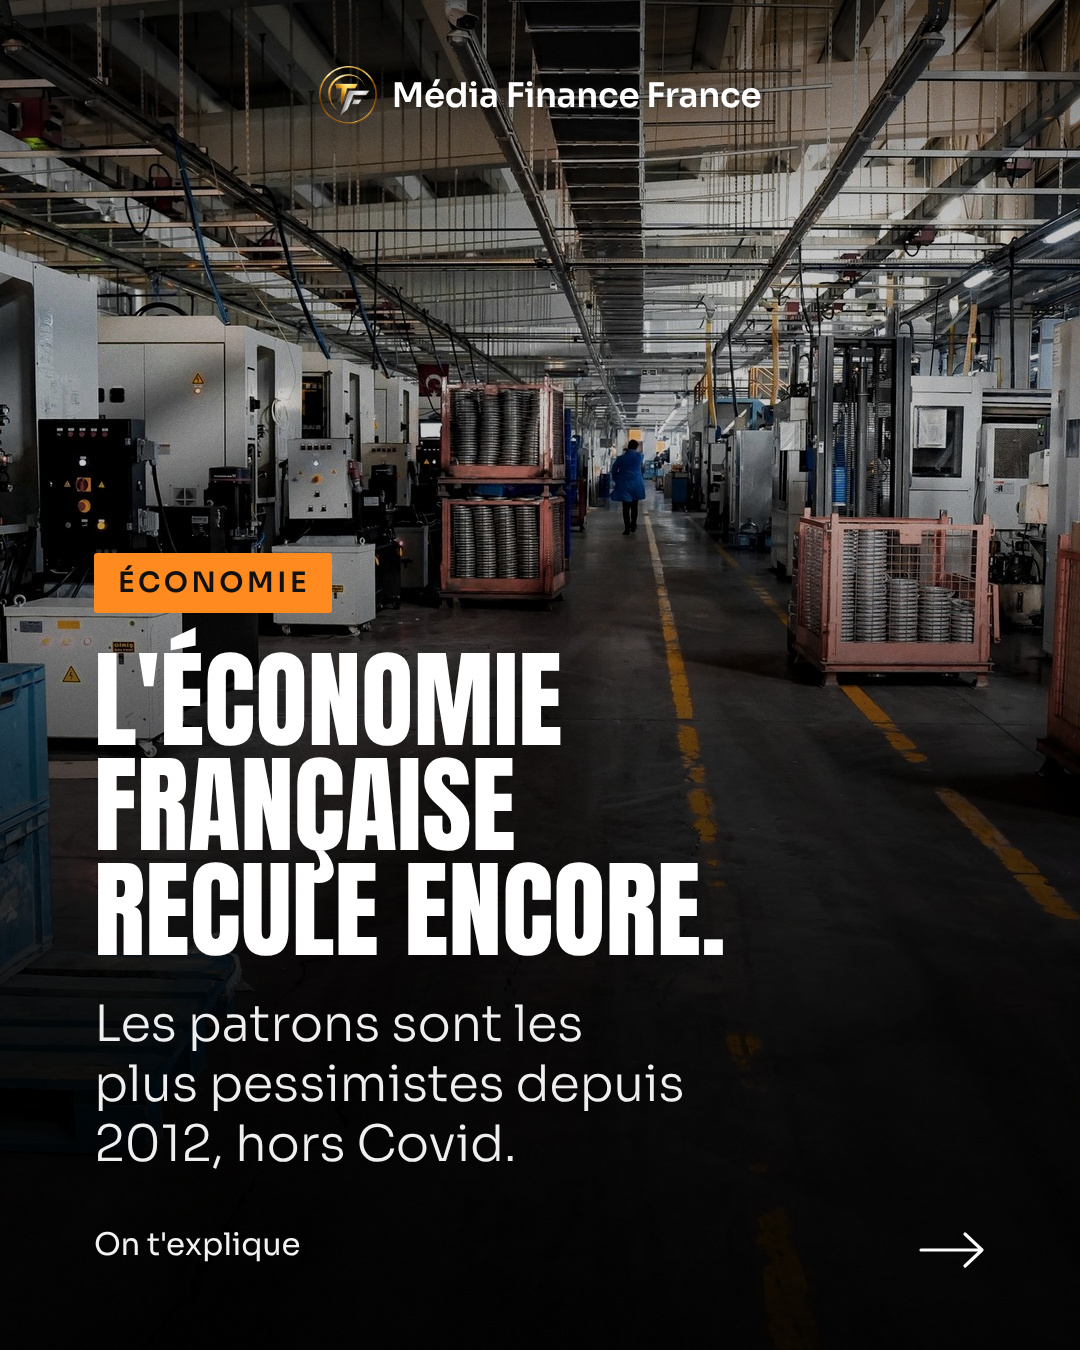 Média Finance France
ÉCONOMIE
L'ÉCONOMIE
FRANÇAISE
RECULE ENCORE.
Les patrons sont les
plus pessimistes depuis
2012, hors Covid.
On t'explique